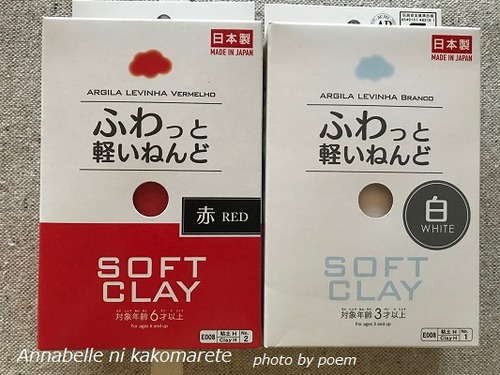 日本製
MADE IN JAPAN
ARGILA LEVINHA VERMELHO
ふわっと
軽いねんど
赤 RED
SOFT
CLAY
対象年齢6才以上
For ages 6 and up
E008 粘土 H Clay H No. 2
日本製
MADE IN JAPAN
ARGILA LEVINHA BRANCO
ふわっと
軽いねんど
白
WHITE
SOFT
CLAY
対象年齢3才以上
For ages 3 and up
E008 粘土 H Clay H No. 1
Annabelle ni kakomarete photo by poem